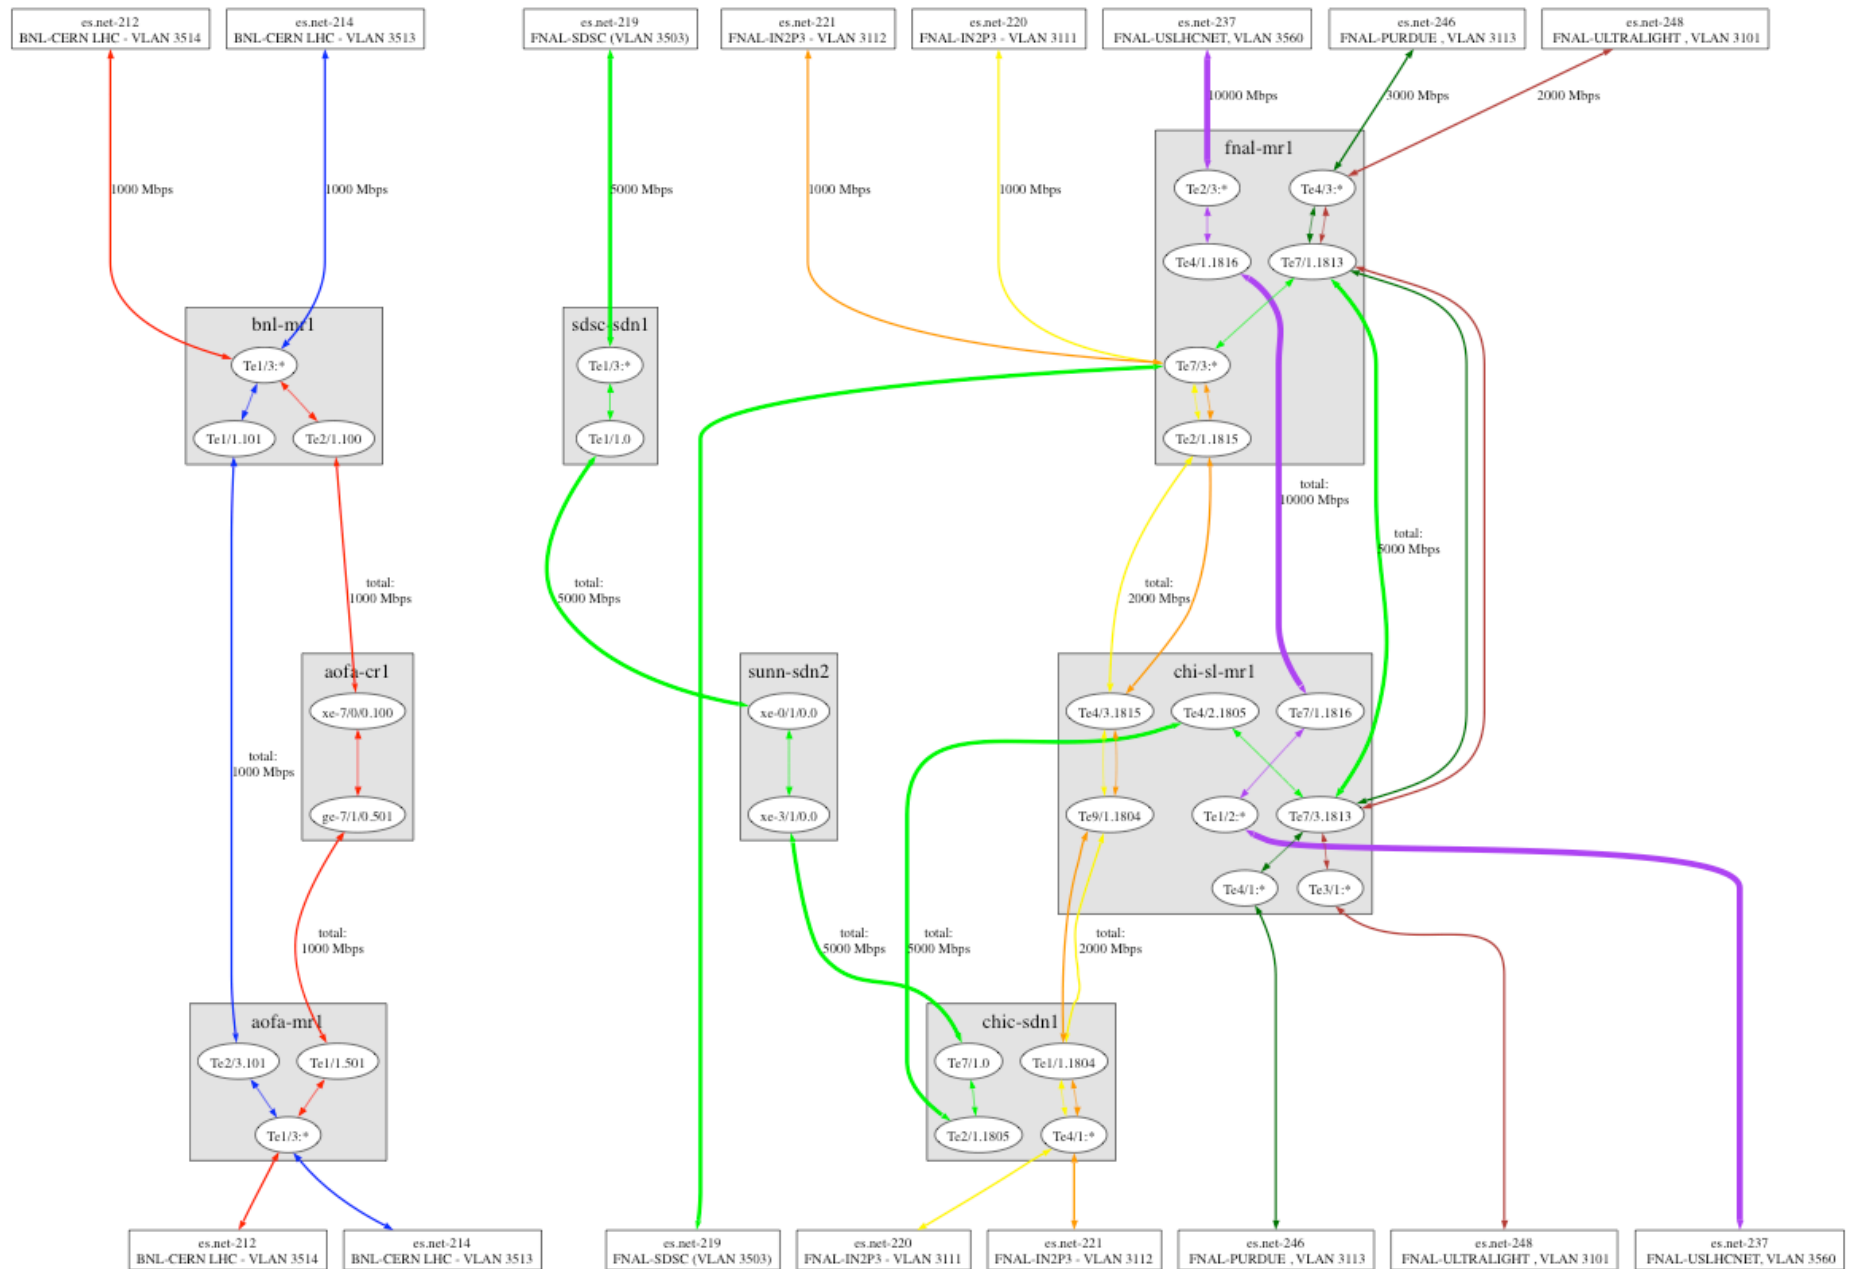 es.net-212
BNL-CERN LHC - VLAN 3514
es.net-214
BNL-CERN LHC - VLAN 3513
es.net-219
FNAL-SDSC (VLAN 3503)
es.net-221
FNAL-IN2P3 - VLAN 3112
es.net-220
FNAL-IN2P3 - VLAN 3111
es.net-237
FNAL-USLHCNET, VLAN 3560
es.net-246
FNAL-PURDUE , VLAN 3113
es.net-248
FNAL-ULTRALIGHT , VLAN 3101
10000 Mbps
3000 Mbps
2000 Mbps
fnal-mr1
1000 Mbps
1000 Mbps
5000 Mbps
1000 Mbps
1000 Mbps
Te2/3:*
Te4/3:*
Te4/1.1816
Te7/1.1813
bnl-mr1
sdsc-sdn1
Te1/3:*
Te1/3:*
Te7/3:*
Te1/1.101
Te2/1.100
Te1/1.0
Te2/1.1815
total:
10000 Mbps
total:
5000 Mbps
total:
1000 Mbps
total:
5000 Mbps
total:
2000 Mbps
aofa-cr1
sunn-sdn2
chi-sl-mr1
xe-7/0/0.100
xe-0/1/0.0
Te4/3.1815
Te4/2.1805
Te7/1.1816
total:
1000 Mbps
ge-7/1/0.501
xe-3/1/0.0
Te9/1.1804
Te1/2:*
Te7/3.1813
Te4/1:*
Te3/1:*
total:
1000 Mbps
total:
5000 Mbps
total:
5000 Mbps
total:
2000 Mbps
aofa-mr1
chic-sdn1
Te2/3.101
Te1/1.501
Te7/1.0
Te1/1.1804
Te1/3:*
Te2/1.1805
Te4/1:*
es.net-212
BNL-CERN LHC - VLAN 3514
es.net-214
BNL-CERN LHC - VLAN 3513
es.net-219
FNAL-SDSC (VLAN 3503)
es.net-220
FNAL-IN2P3 - VLAN 3111
es.net-221
FNAL-IN2P3 - VLAN 3112
es.net-246
FNAL-PURDUE , VLAN 3113
es.net-248
FNAL-ULTRALIGHT , VLAN 3101
es.net-237
FNAL-USLHCNET, VLAN 3560